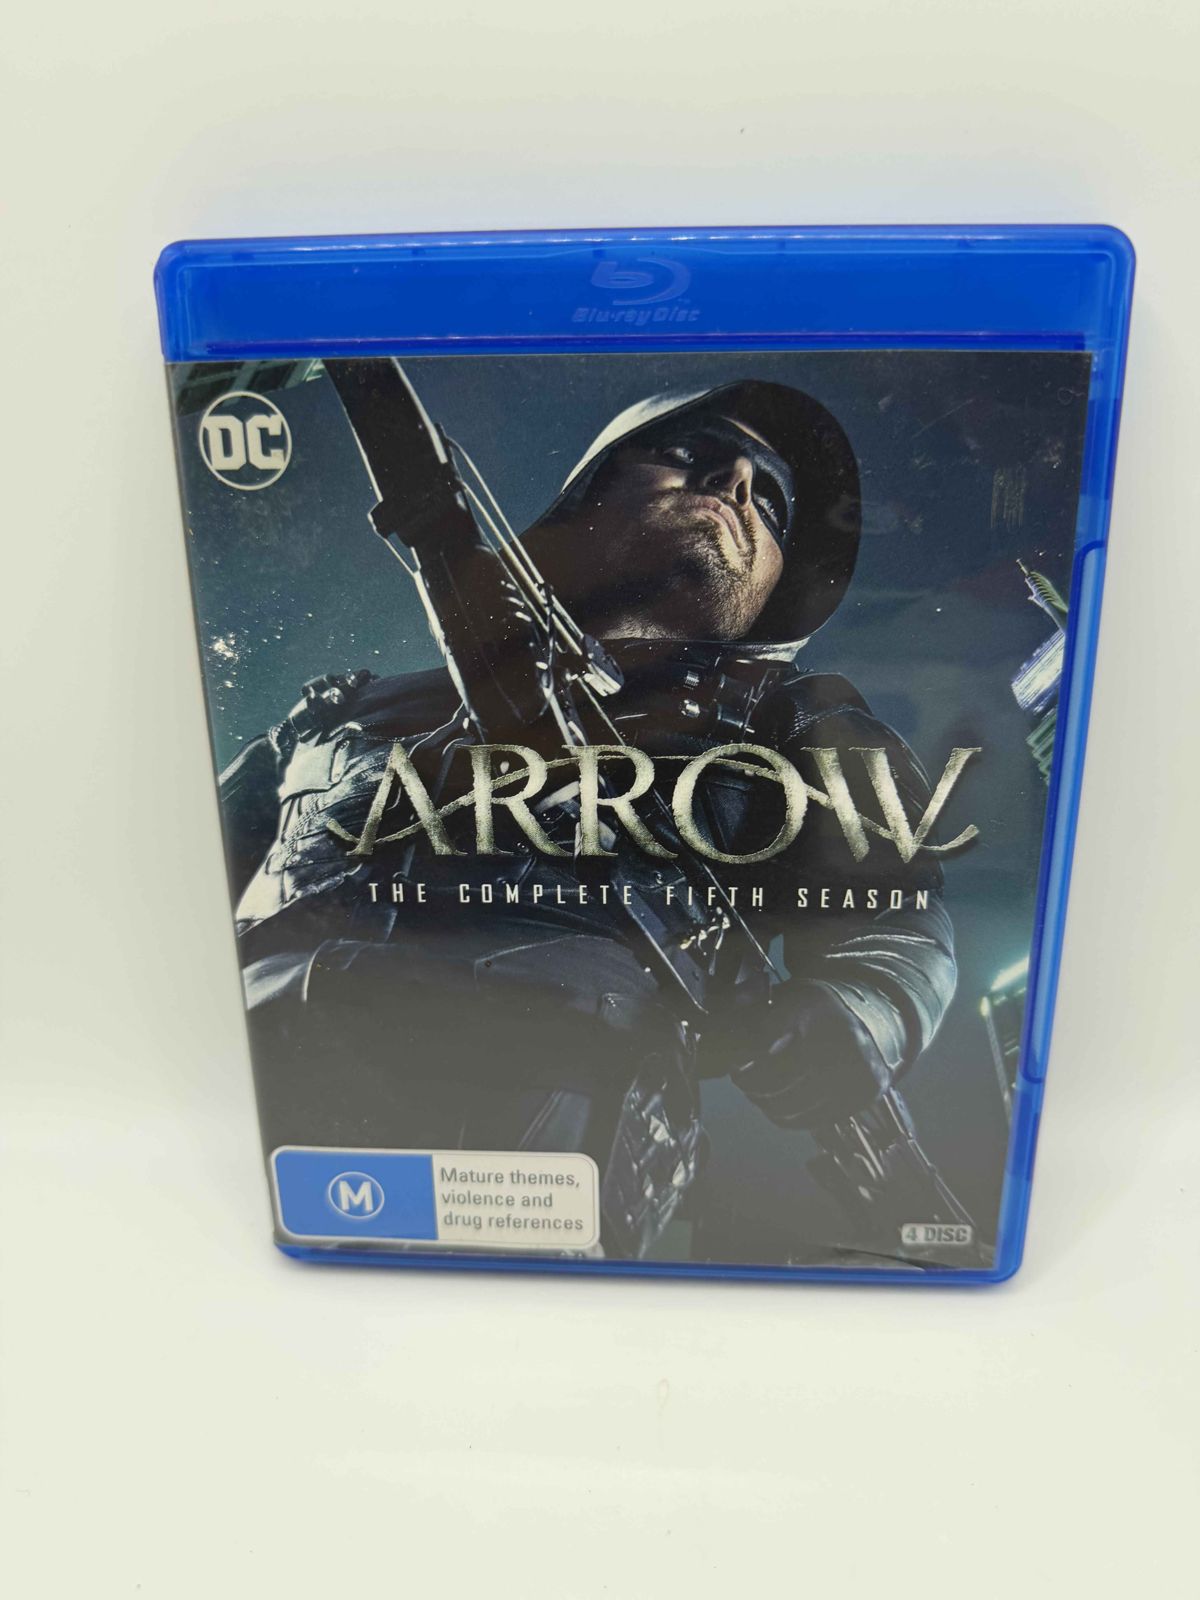 Blu-ray Disc
DC
ARROW
THE COMPLETE FIFTH SEASON
M
Mature themes,
violence and
drug references
4 DISC